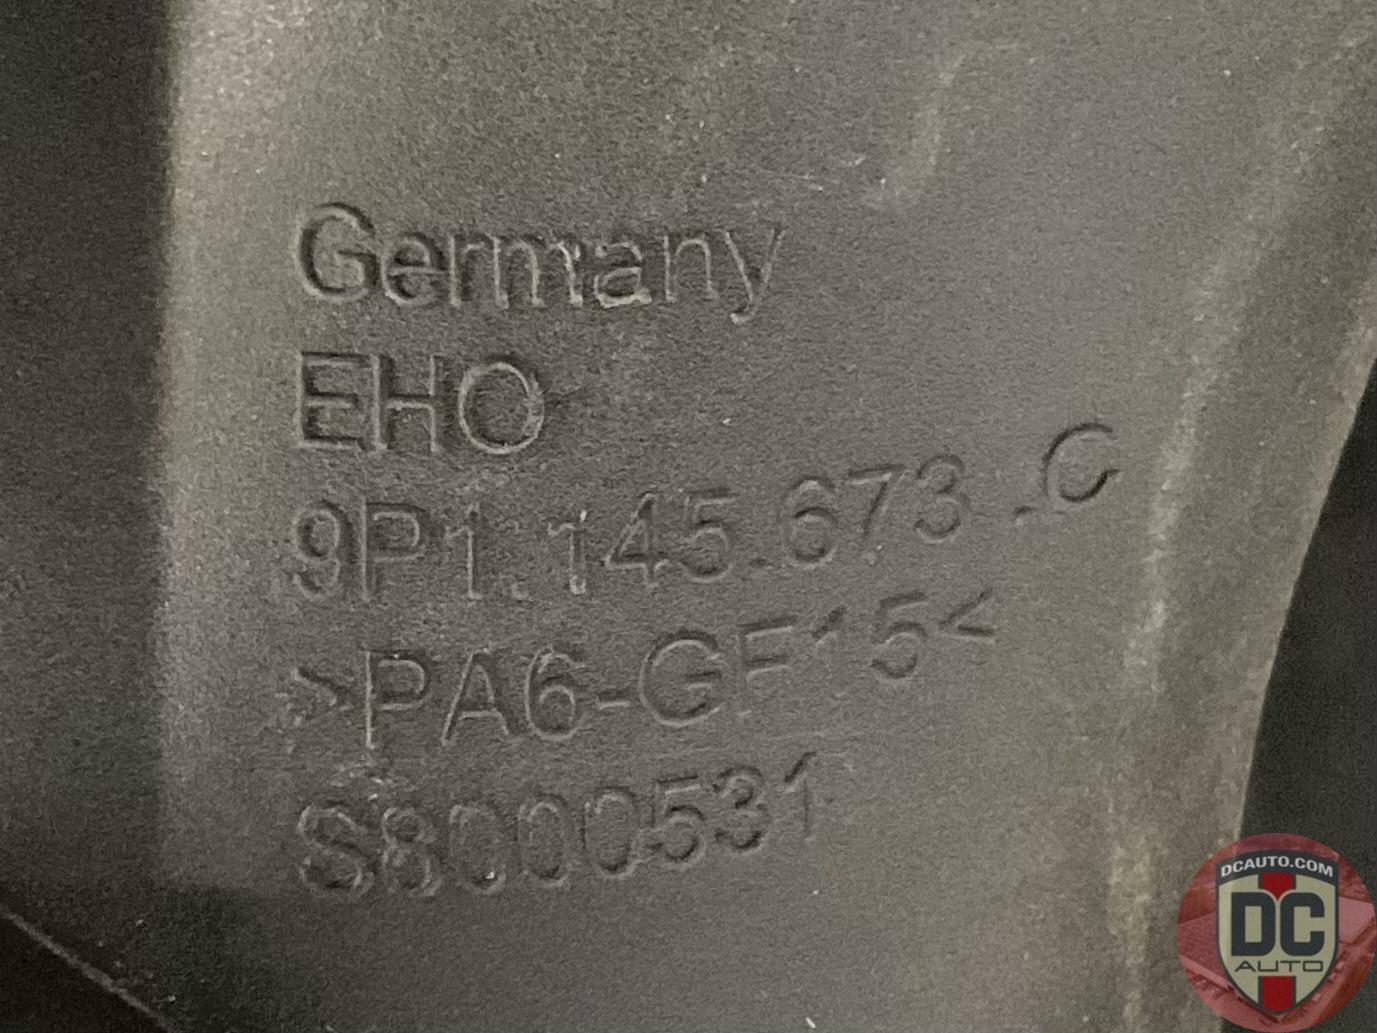 Germany
EHO
9P1.145.673 .C
>PA6-GF15<
S8000531
DCAUTO.COM
DC
AUTO